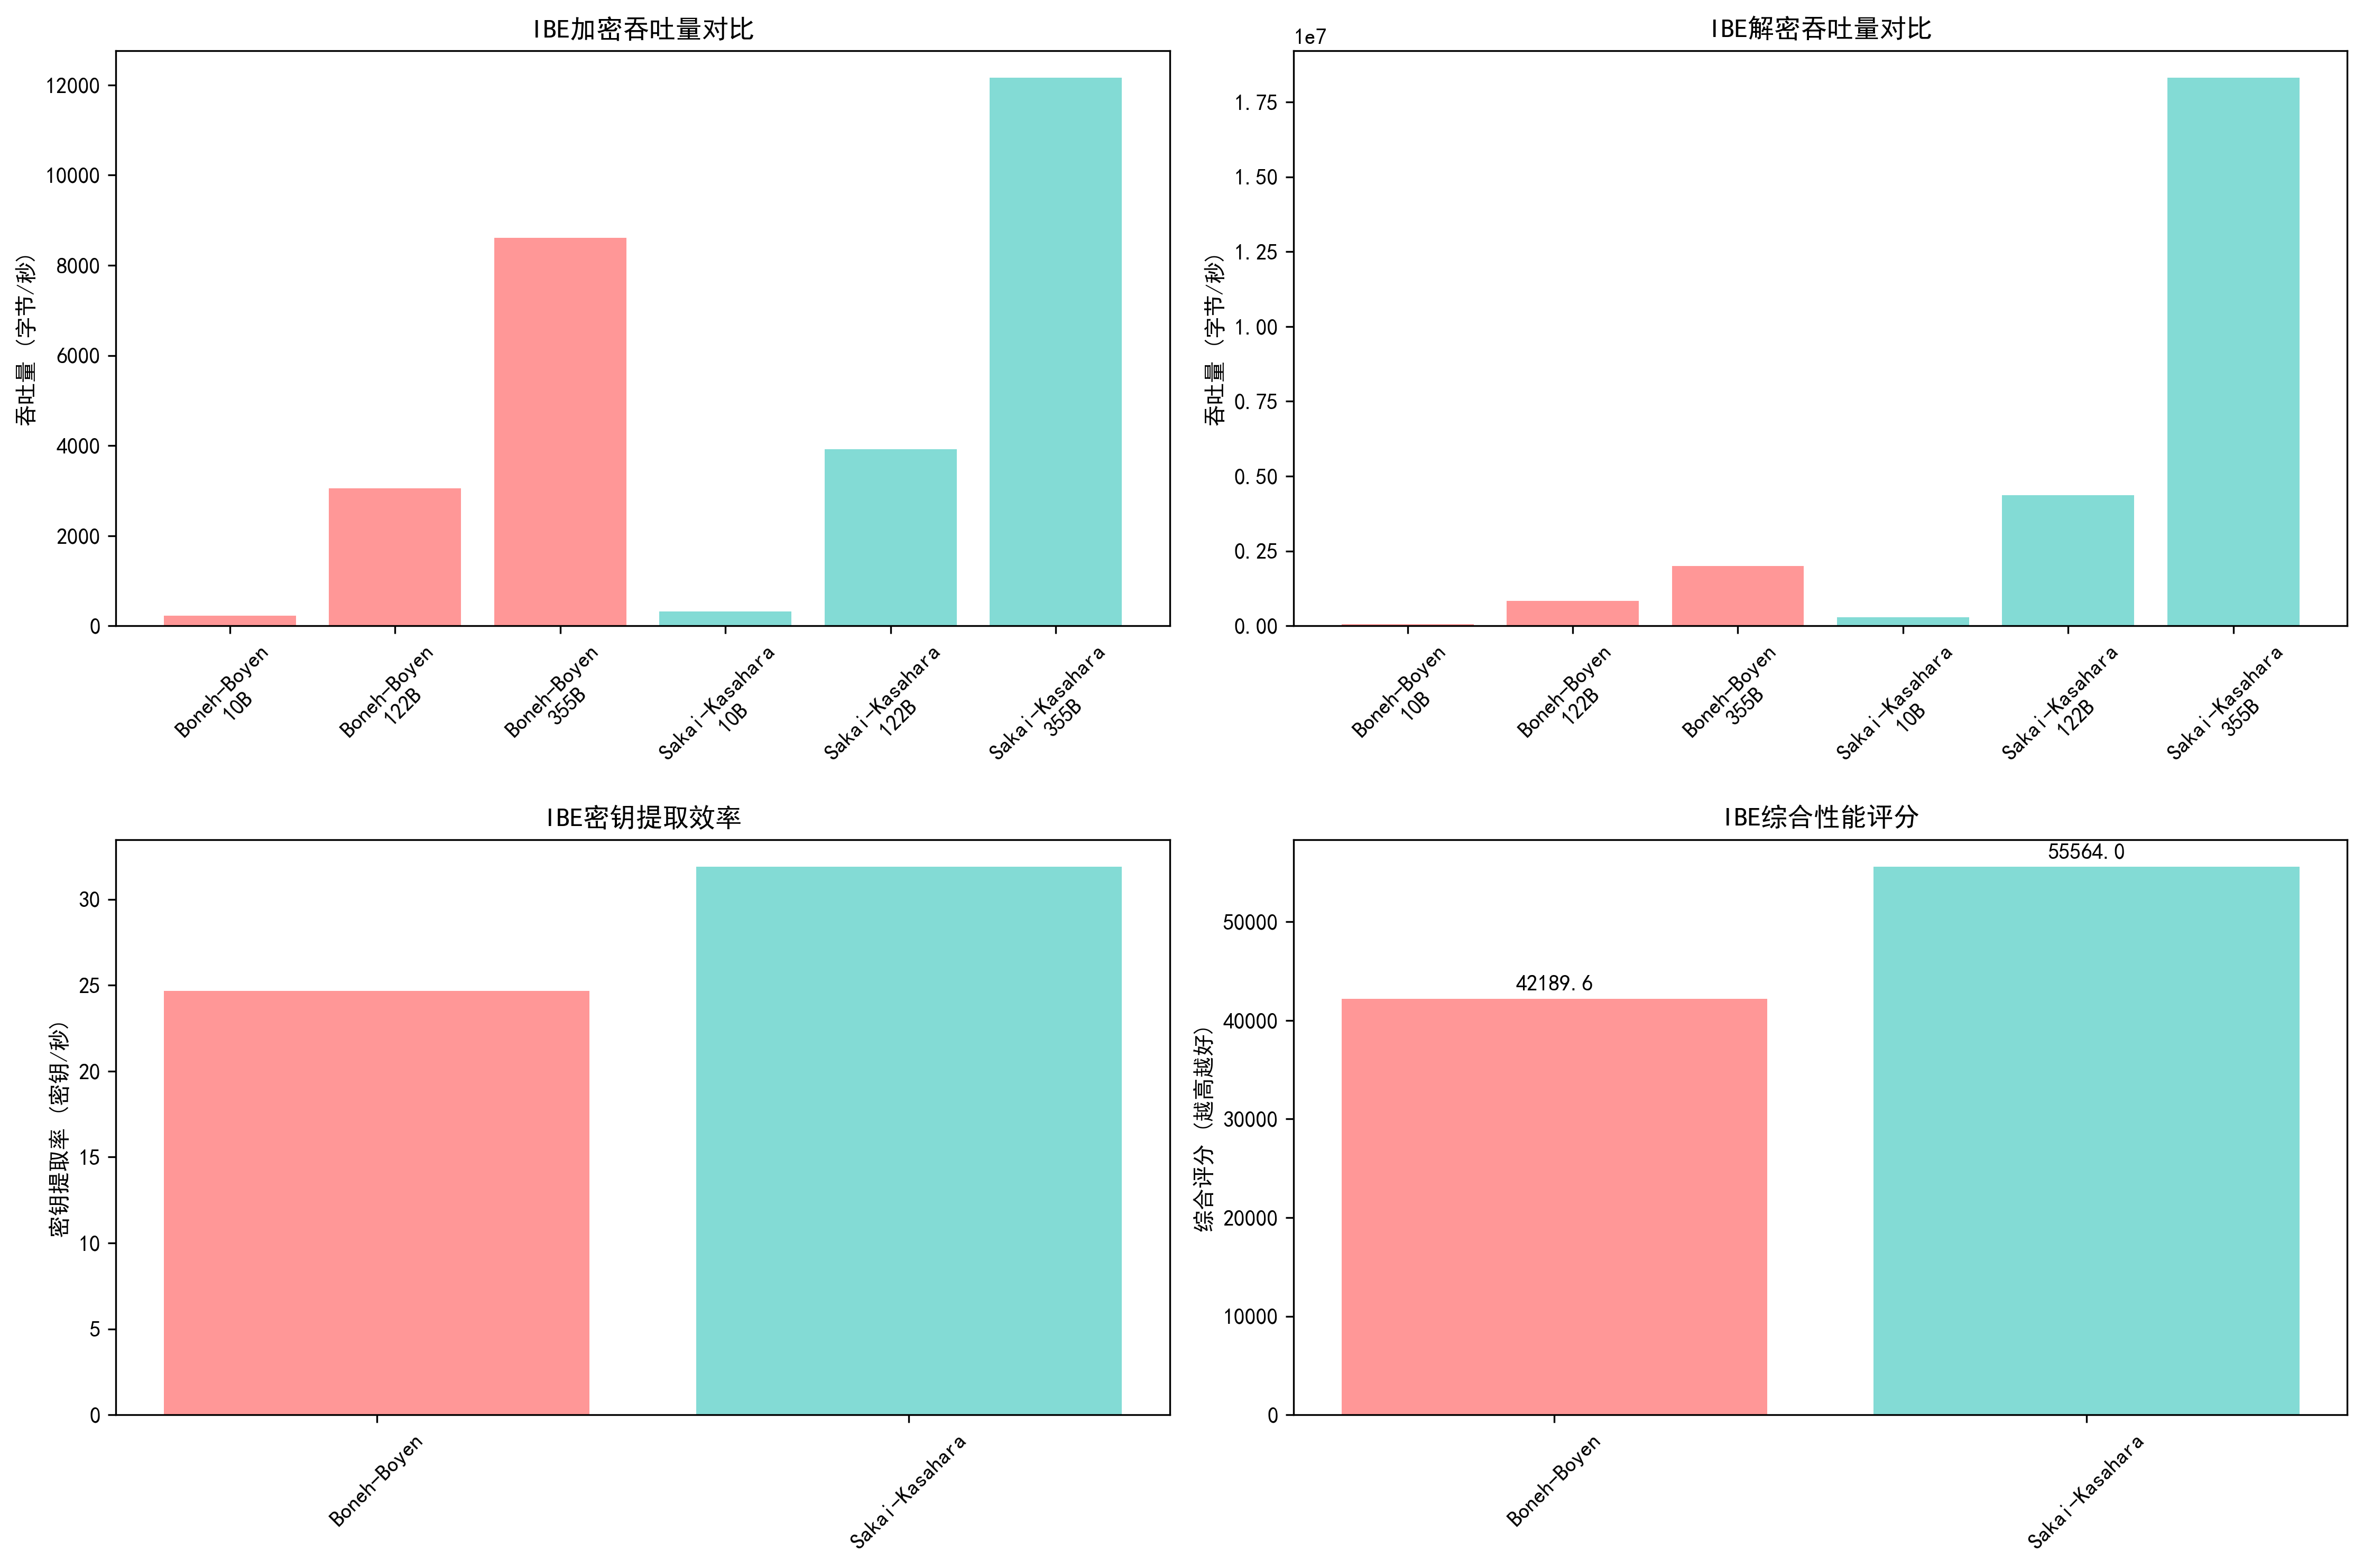 IBE加密吞吐量对比
吞吐量 (字节/秒)
12000
10000
8000
6000
4000
2000
0
Boneh-Boyen
10B
Boneh-Boyen
122B
Boneh-Boyen
355B
Sakai-Kasahara
10B
Sakai-Kasahara
122B
Sakai-Kasahara
355B
IBE解密吞吐量对比
1e7
吞吐量 (字节/秒)
1.75
1.50
1.25
1.00
0.75
0.50
0.25
0.00
Boneh-Boyen
10B
Boneh-Boyen
122B
Boneh-Boyen
355B
Sakai-Kasahara
10B
Sakai-Kasahara
122B
Sakai-Kasahara
355B
IBE密钥提取效率
密钥提取率 (密钥/秒)
30
25
20
15
10
5
0
Boneh-Boyen
Sakai-Kasahara
IBE综合性能评分
综合评分 (越高越好)
50000
40000
30000
20000
10000
0
42189.6
55564.0
Boneh-Boyen
Sakai-Kasahara